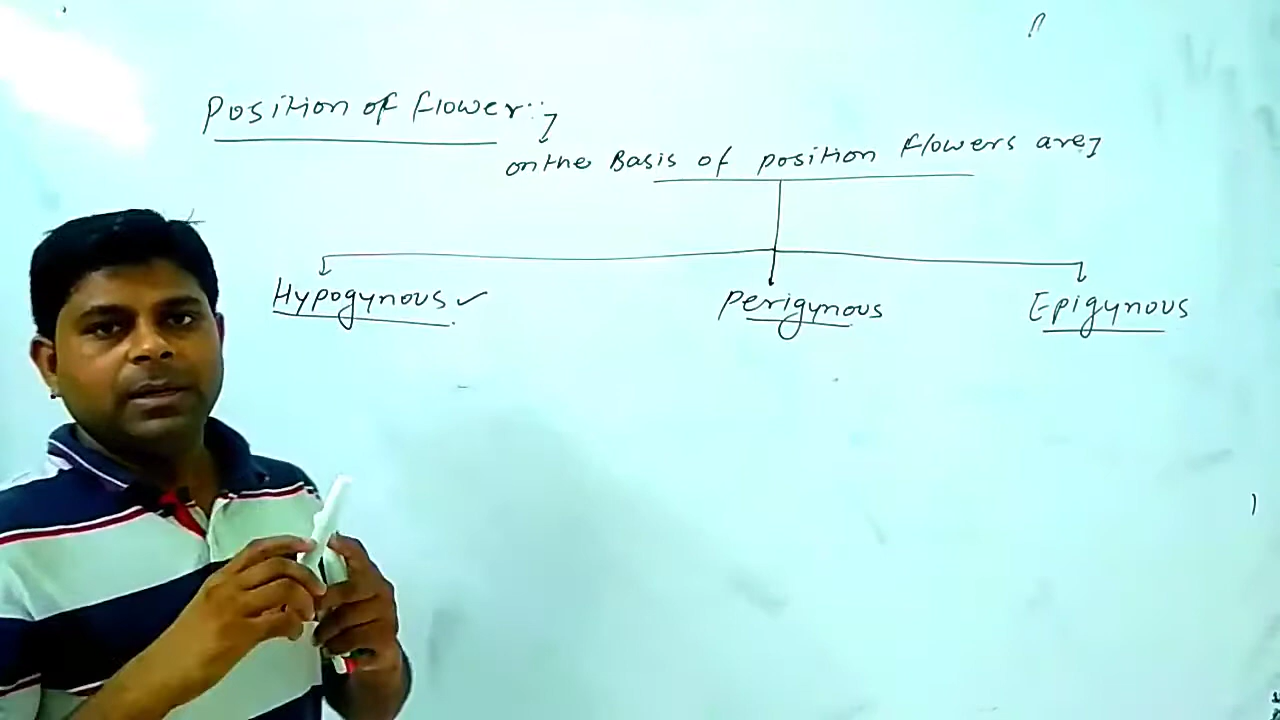 Position of flower:
on the Basis of position flowers are
Hypogynous ✓ Perigynous Epigynous